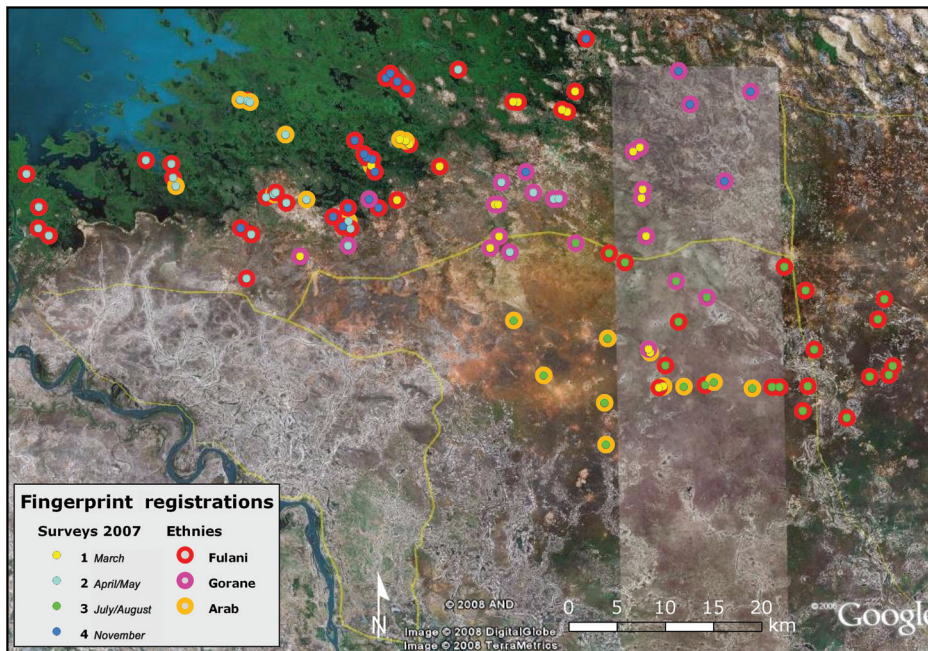 Fingerprint registrations
Surveys 2007 Ethnies
1 March Fulani
2 April/May Gorane
3 July/August Arab
4 November
N
© 2008 AND
Image © 2008 DigitalGlobe
Image © 2008 TerraMetrics
0 5 10 15 20
km
©2006 Google